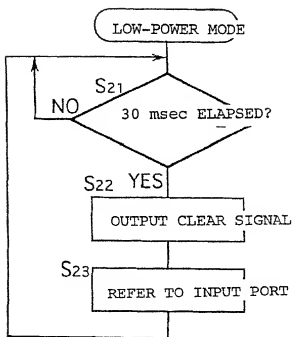 LOW-POWER MODE
S21
NO
30 msec ELAPSED?
S22
YES
OUTPUT CLEAR SIGNAL
S23
REFER TO INPUT PORT